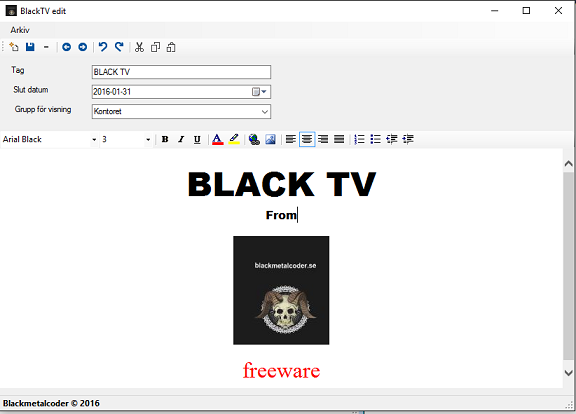 BlackTV edit
Arkiv
Tag
BLACK TV
Slut datum
2016-01-31
Grupp för visning
Kontoret
Arial Black
3
B I U A
BLACK TV
From
blackmetalcoder.se
freeware
Blackmetalcoder © 2016